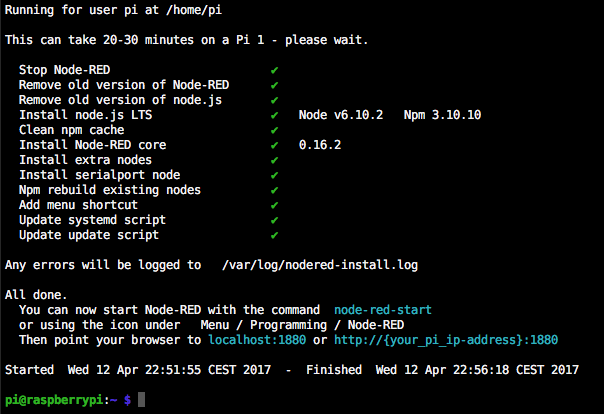 Running for user pi at /home/pi
This can take 20-30 minutes on a Pi 1 - please wait.
Stop Node-RED ✔
Remove old version of Node-RED ✔
Remove old version of node.js ✔
Install node.js LTS ✔ Node v6.10.2 Npm 3.10.10
Clean npm cache ✔
Install Node-RED core ✔ 0.16.2
Install extra nodes ✔
Install serialport node ✔
Npm rebuild existing nodes ✔
Add menu shortcut ✔
Update systemd script ✔
Update update script ✔
Any errors will be logged to /var/log/nodered-install.log
All done.
You can now start Node-RED with the command node-red-start
or using the icon under Menu / Programming / Node-RED
Then point your browser to localhost:1880 or http://{your_pi_ip-address}:1880
Started Wed 12 Apr 22:51:55 CEST 2017 - Finished Wed 12 Apr 22:56:18 CEST 2017
pi@raspberrypi:~ $